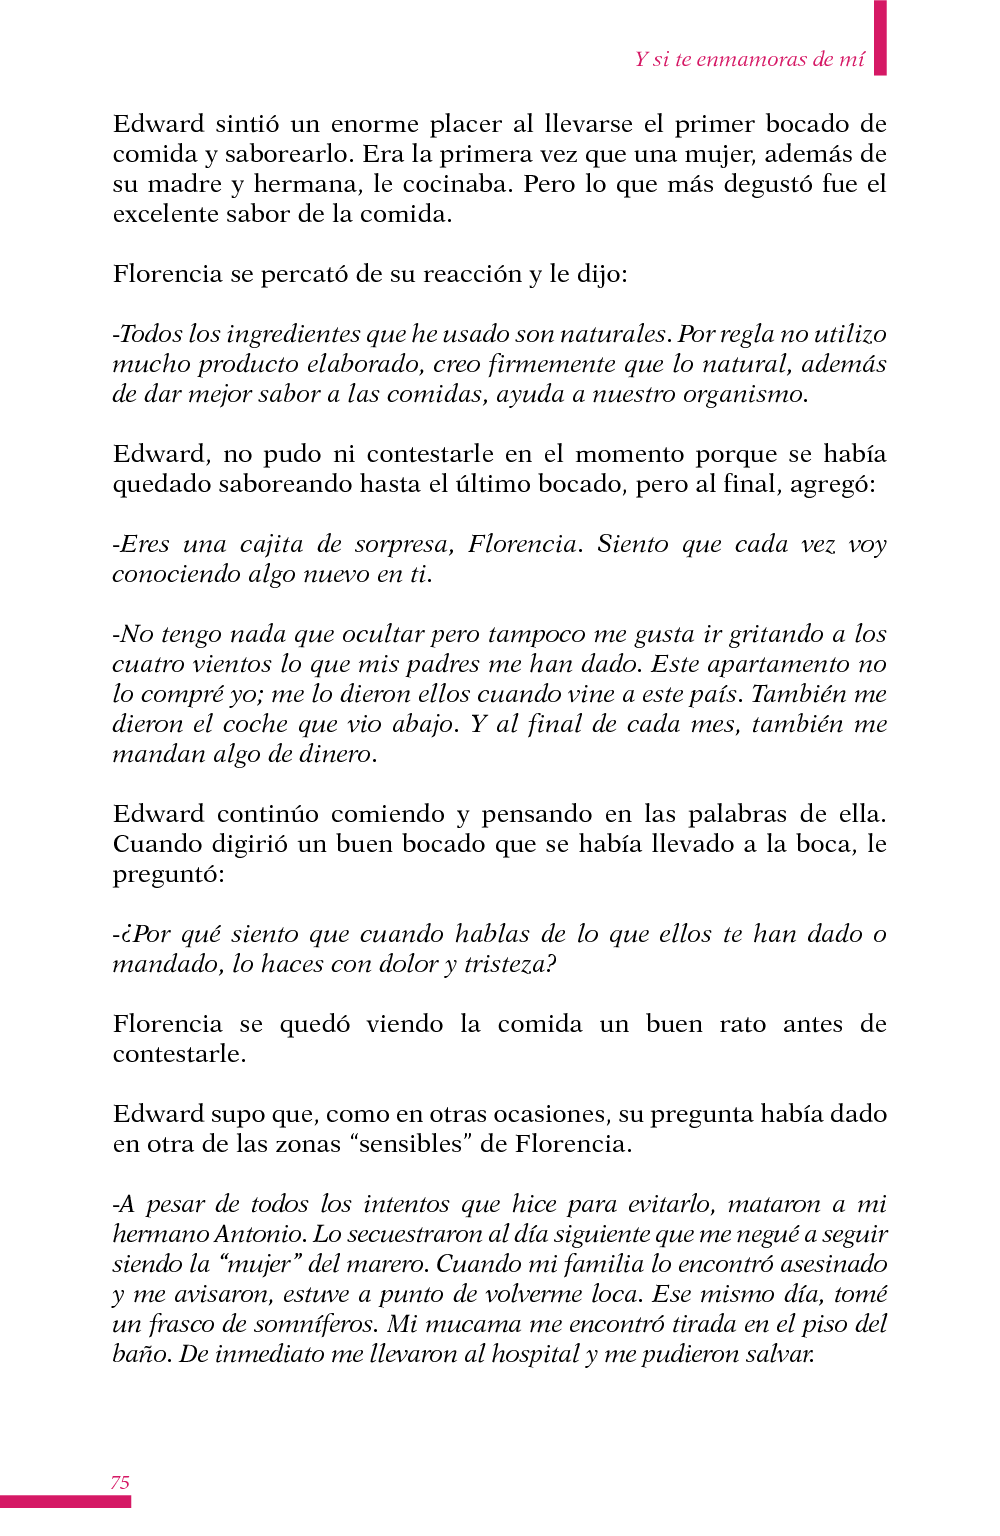 Y si te enmamoras de mí
Edward sintió un enorme placer al llevarse el primer bocado de
comida y saborearlo. Era la primera vez que una mujer, además de
su madre y hermana, le cocinaba. Pero lo que más degustó fue el
excelente sabor de la comida.
Florencia se percató de su reacción y le dijo:
-Todos los ingredientes que he usado son naturales. Por regla no utilizo
mucho producto elaborado, creo firmemente que lo natural, además
de dar mejor sabor a las comidas, ayuda a nuestro organismo.
Edward, no pudo ni contestarle en el momento porque se había
quedado saboreando hasta el último bocado, pero al final, agregó:
-Eres una cajita de sorpresa, Florencia. Siento que cada vez voy
conociendo algo nuevo en ti.
-No tengo nada que ocultar pero tampoco me gusta ir gritando a los
cuatro vientos lo que mis padres me han dado. Este apartamento no
lo compré yo; me lo dieron ellos cuando vine a este país. También me
dieron el coche que vio abajo. Y al final de cada mes, también me
mandan algo de dinero.
Edward continúo comiendo y pensando en las palabras de ella.
Cuando digirió un buen bocado que se había llevado a la boca, le
preguntó:
-¿Por qué siento que cuando hablas de lo que ellos te han dado o
mandado, lo haces con dolor y tristeza?
Florencia se quedó viendo la comida un buen rato antes de
contestarle.
Edward supo que, como en otras ocasiones, su pregunta había dado
en otra de las zonas “sensibles” de Florencia.
-A pesar de todos los intentos que hice para evitarlo, mataron a mi
hermano Antonio. Lo secuestraron al día siguiente que me negué a seguir
siendo la “mujer” del marero. Cuando mi familia lo encontró asesinado
y me avisaron, estuve a punto de volverme loca. Ese mismo día, tomé
un frasco de somníferos. Mi mucama me encontró tirada en el piso del
baño. De inmediato me llevaron al hospital y me pudieron salvar.
75